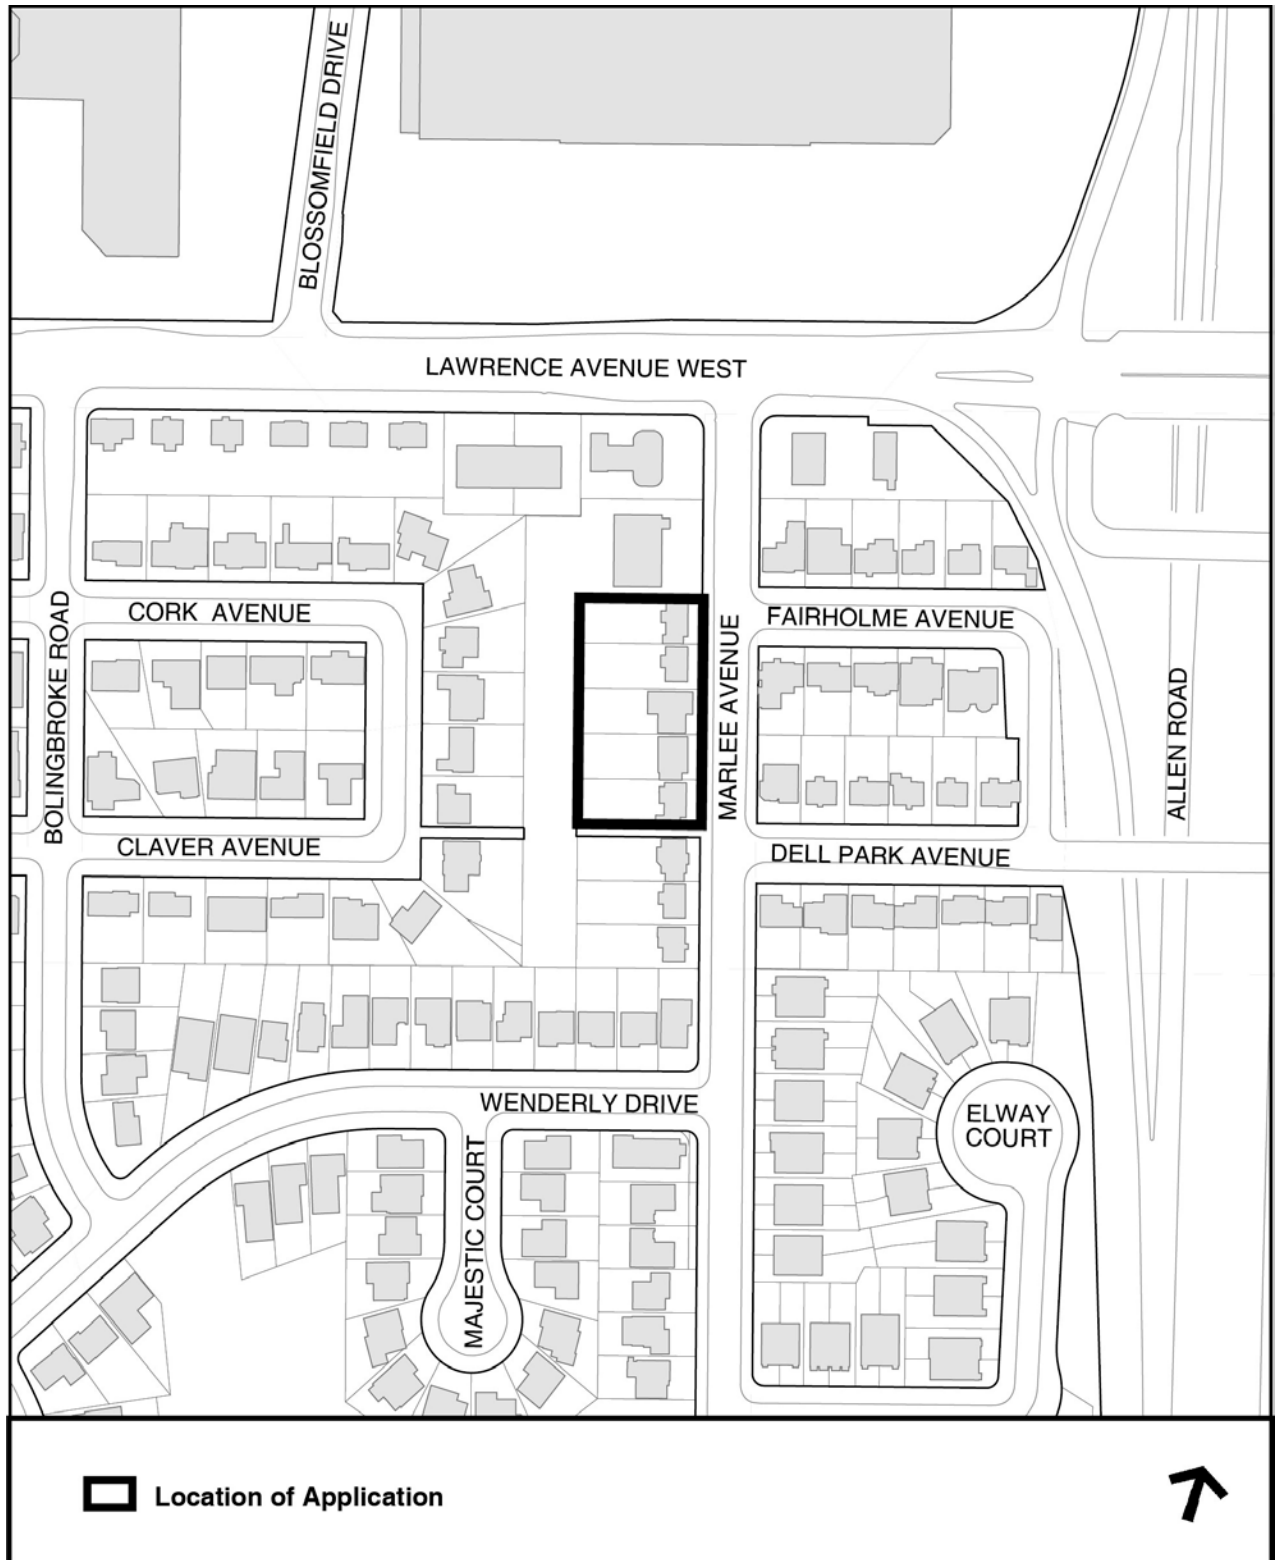 BLOSSOMFIELD DRIVE
LAWRENCE AVENUE WEST
CORK AVENUE
FAIRHOLME AVENUE
BOLINGBROKE ROAD
MARLEE AVENUE
ALLEN ROAD
CLAVER AVENUE
DELL PARK AVENUE
WENDERLY DRIVE
ELWAY
COURT
MAJESTIC COURT
Location of Application